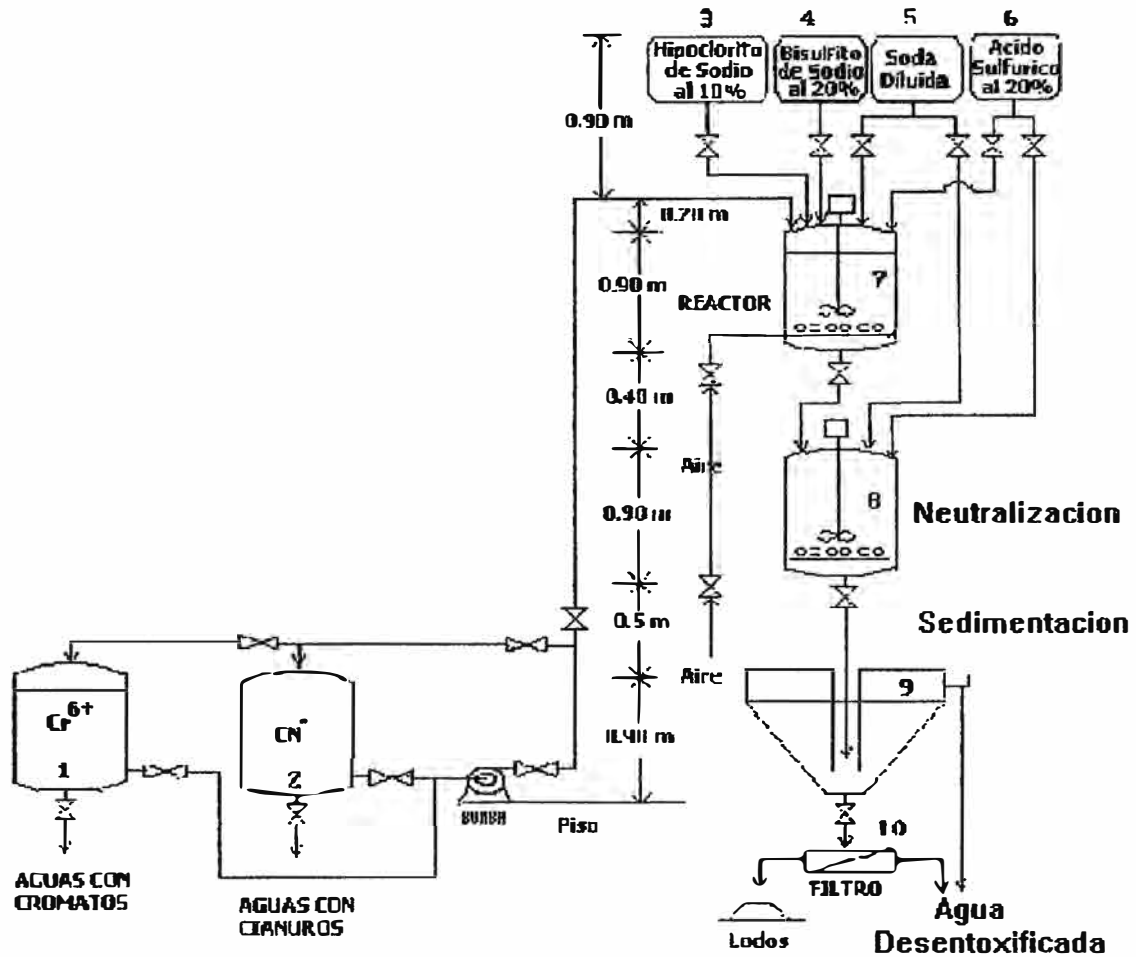 3
Hipoclorito
de Sodio
al 10%
4
Bisulfito
de Sodio
al 20%
5
Soda
Diluida
6
Acido
Sulfurico
al 20%
0.90 m
0.90 m
REACTOR
7
0.40 m
Aire
0.90 m
8
Neutralizacion
0.5 m
Sedimentacion
Aire
9
Cr6+
1
CN-
2
BOMBA
Piso
10
FILTRO
AGUAS CON
CROMATOS
AGUAS CON
CIANUROS
Lodos
Agua
Desentoxificada